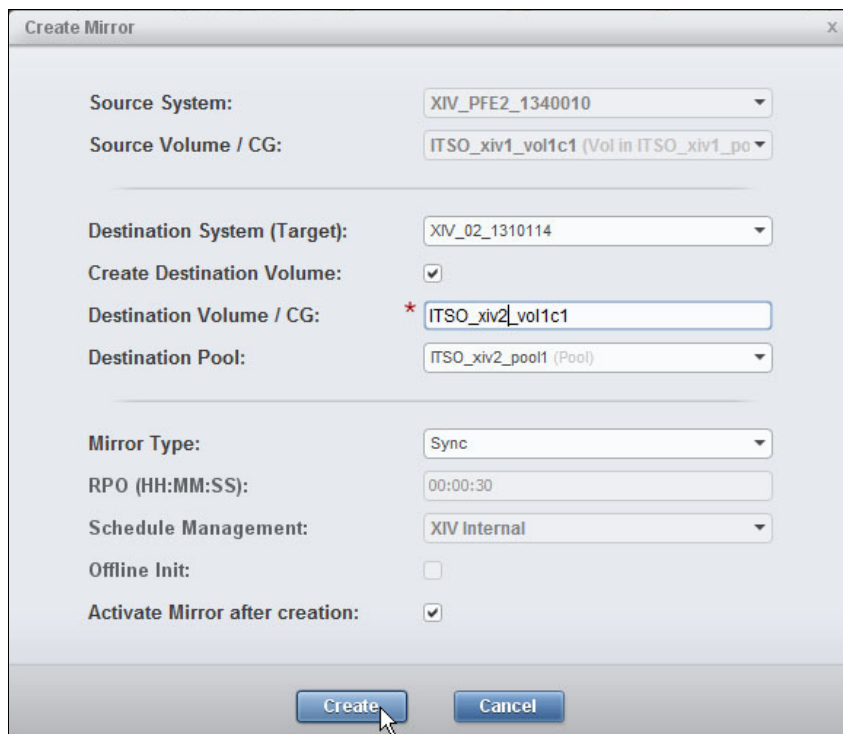 Create Mirror x
Source System: XIV_PFE2_1340010
Source Volume / CG: ITSO_xiv1_vol1c1 (Vol in ITSO_xiv1_po
Destination System (Target): XIV_02_1310114
Create Destination Volume:
Destination Volume / CG: * ITSO_xiv2_vol1c1
Destination Pool: ITSO_xiv2_pool1 (Pool)
Mirror Type: Sync
RPO (HH:MM:SS): 00:00:30
Schedule Management: XIV Internal
Offline Init:
Activate Mirror after creation:
Create Cancel